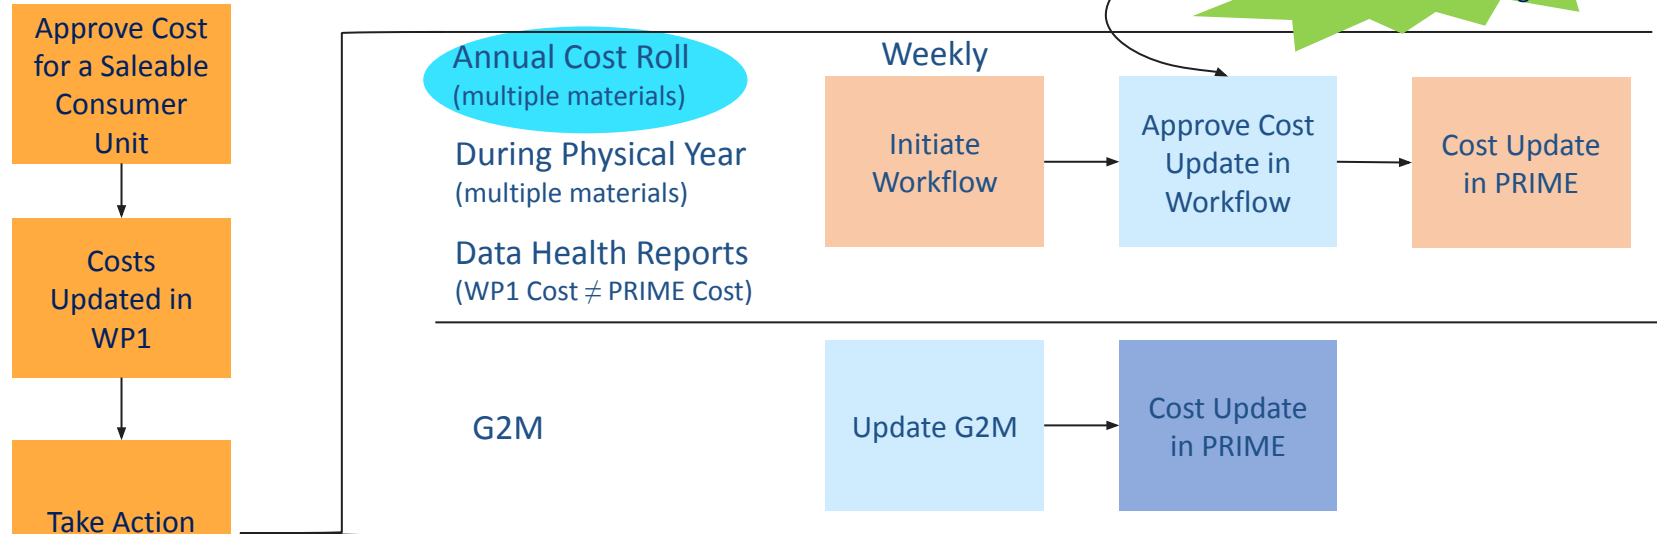 Approve Cost
for a Saleable
Consumer
Unit
Costs
Updated in
WP1
Take Action
Annual Cost Roll
(multiple materials)
During Physical Year
(multiple materials)
Data Health Reports
(WP1 Cost ≠ PRIME Cost)
Weekly
Initiate
Workflow
Approve Cost
Update in
Workflow
Cost Update
in PRIME
G2M
Update G2M
Cost Update
in PRIME